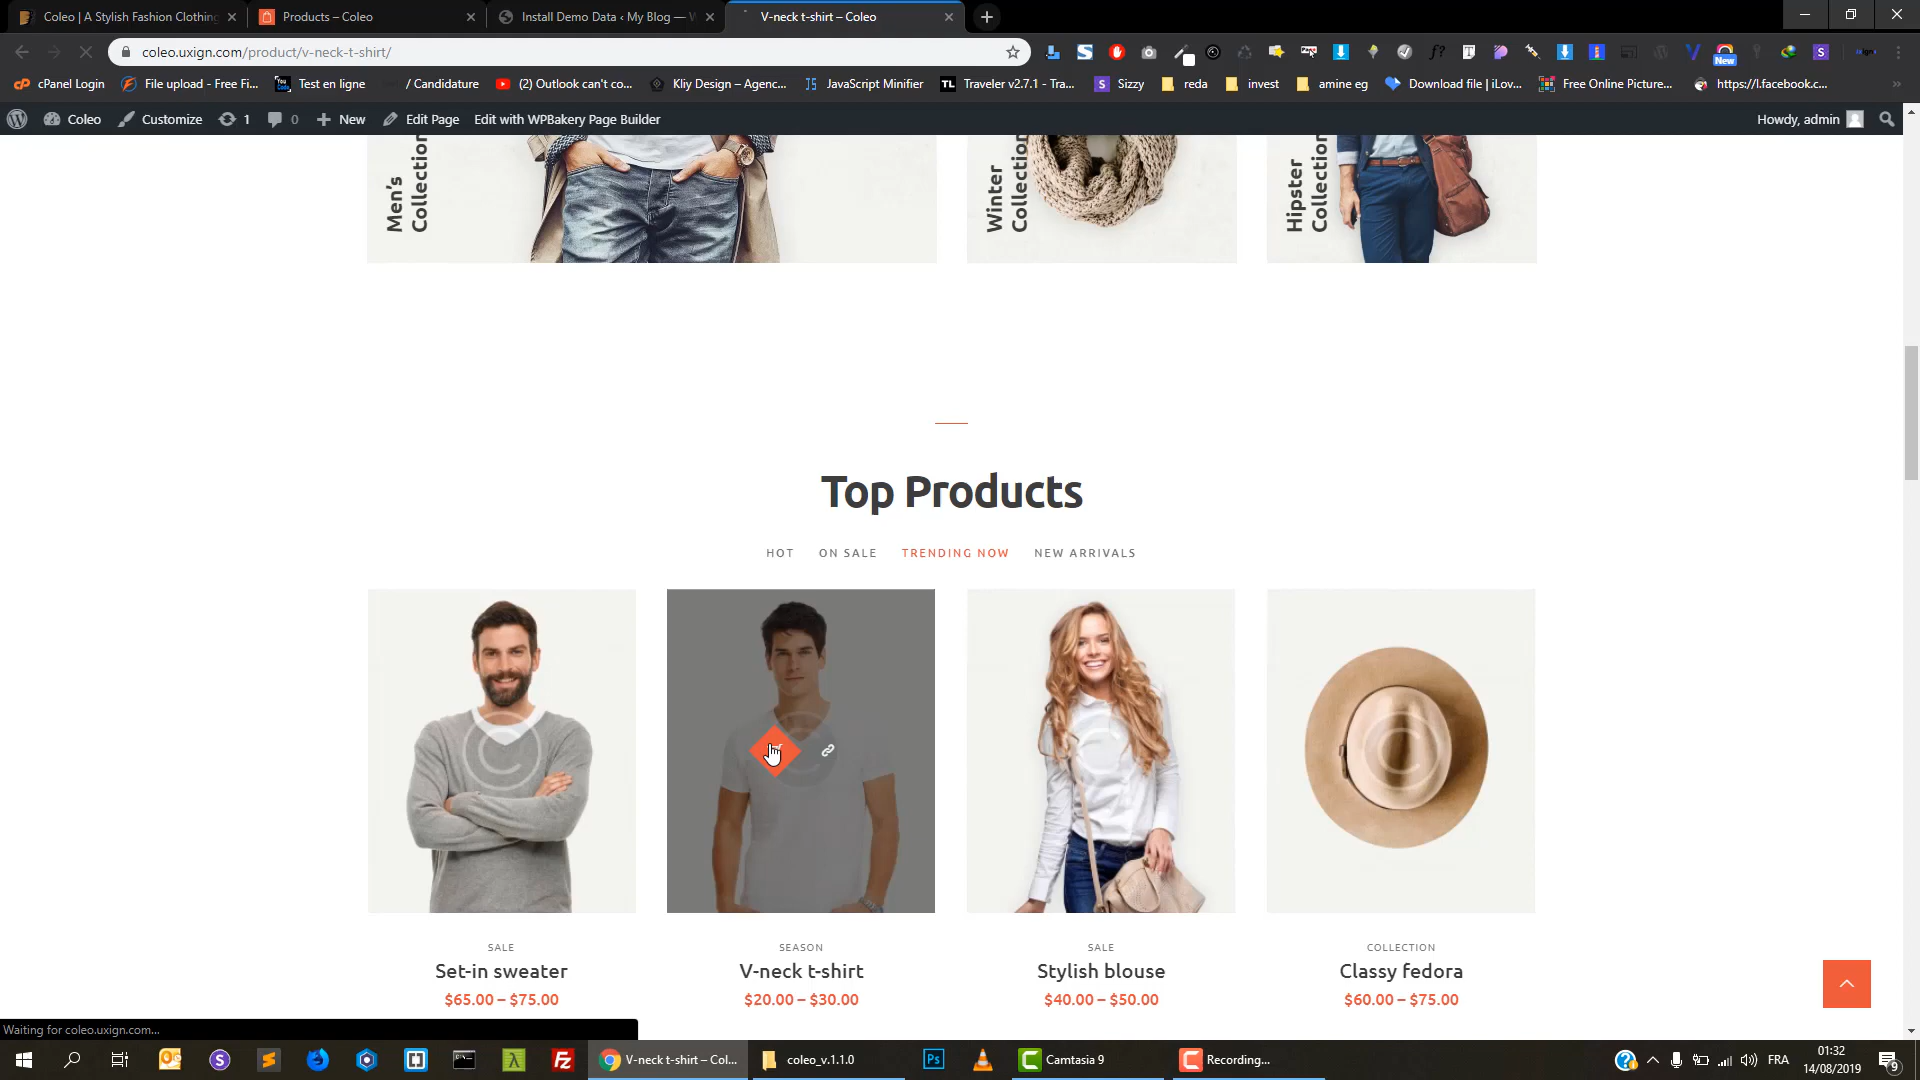 Coleo | A Stylish Fashion Clothing
Products – Coleo
Install Demo Data ‹ My Blog —
V-neck t-shirt – Coleo
coleo.uxign.com/product/v-neck-t-shirt/
New
cPanel Login
File upload - Free Fi...
Test en ligne
/ Candidature
(2) Outlook can't co...
Kliy Design – Agenc...
JavaScript Minifier
Traveler v2.7.1 - Tra...
Sizzy
reda
invest
amine eg
Download file | iLov...
Free Online Picture...
https://l.facebook.c...
Coleo
Customize
1
0
New
Edit Page
Edit with WPBakery Page Builder
Howdy, admin
Men's
Collection
Winter
Collection
Hipster
Collection
Top Products
HOT
ON SALE
TRENDING NOW
NEW ARRIVALS
SALE
Set-in sweater
$65.00 – $75.00
SEASON
V-neck t-shirt
$20.00 – $30.00
SALE
Stylish blouse
$40.00 – $50.00
COLLECTION
Classy fedora
$60.00 – $75.00
Waiting for coleo.uxign.com...
V-neck t-shirt – Col...
coleo_v.1.1.0
Ps
Camtasia 9
Recording...
FRA
01:32
14/08/2019
9